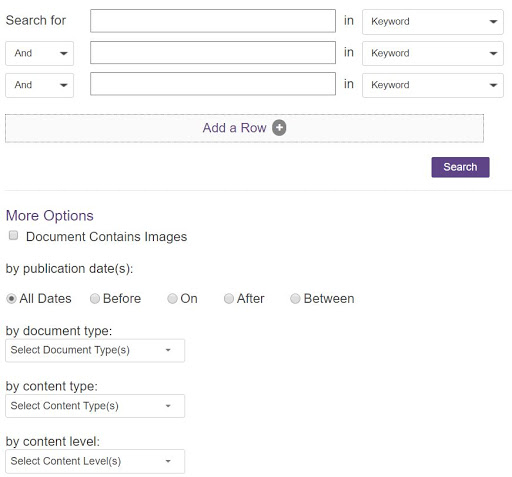 Search for in Keyword
And in Keyword
And in Keyword
Add a Row
Search
More Options
Document Contains Images
by publication date(s):
All Dates Before On After Between
by document type:
Select Document Type(s)
by content type:
Select Content Type(s)
by content level:
Select Content Level(s)